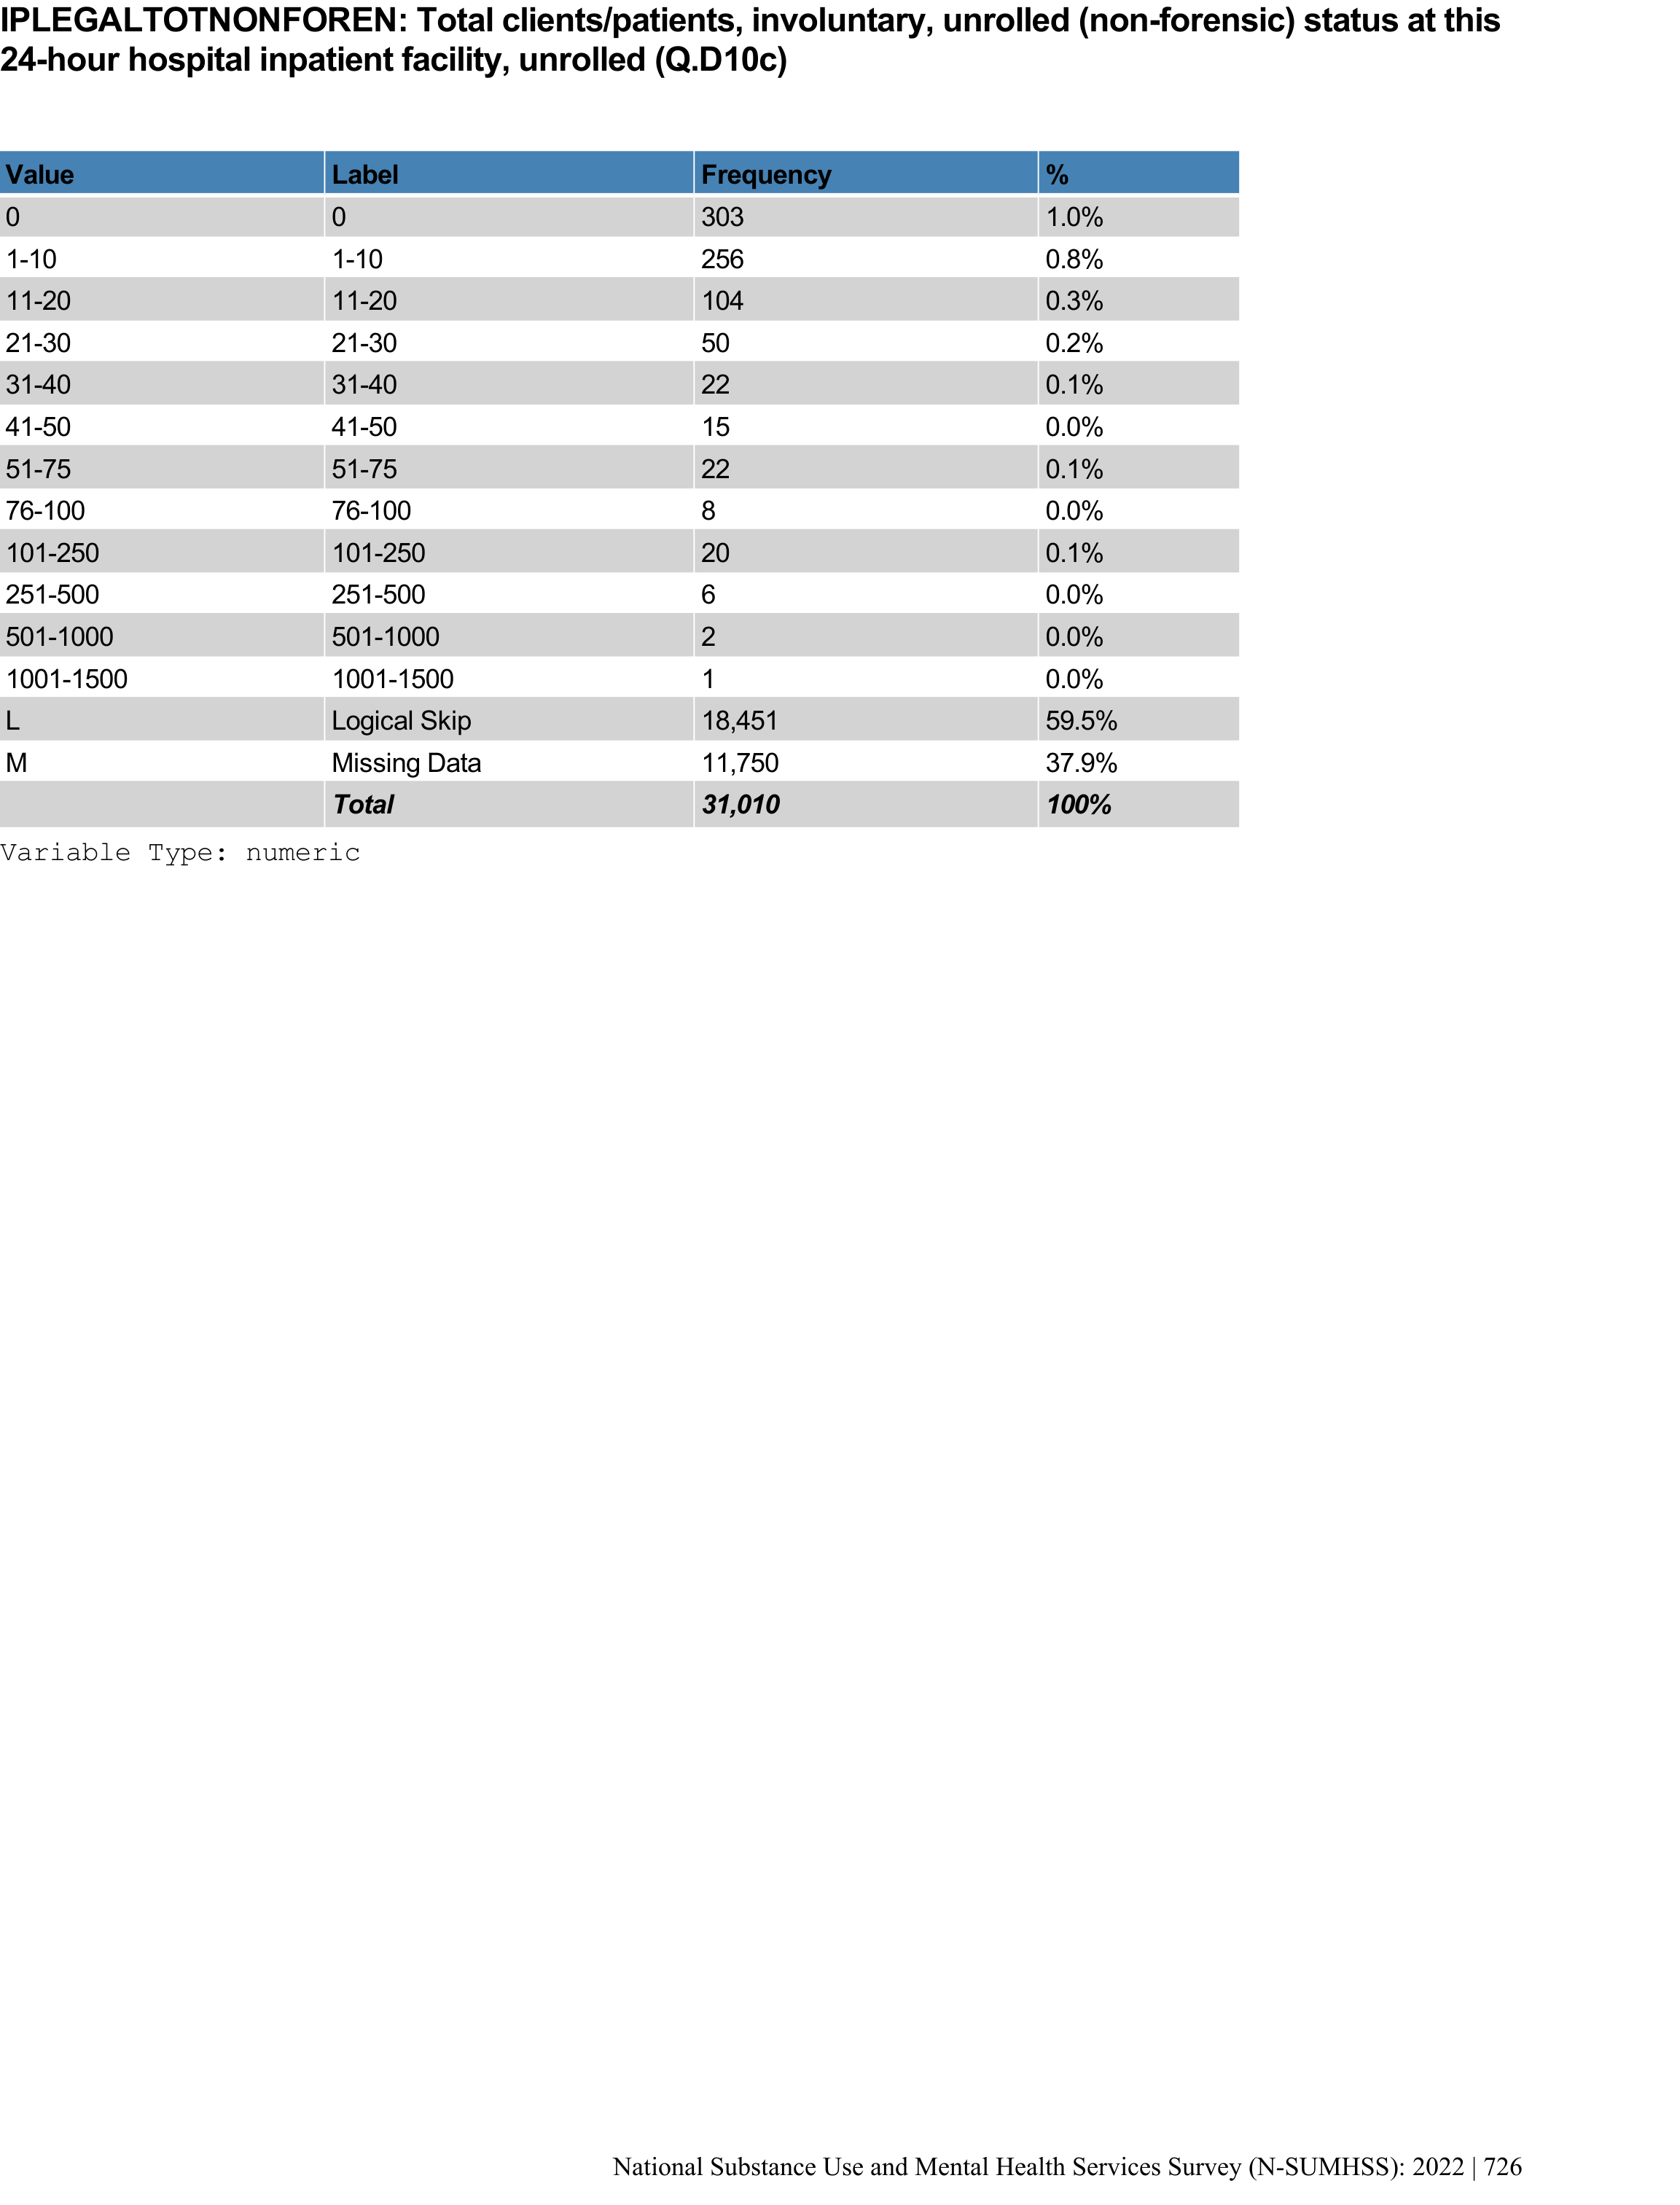 IPLEGALTOTNONFOREN: Total clients/patients, involuntary, unrolled (non-forensic) status at this
24-hour hospital inpatient facility, unrolled (Q.D10c)
Value Label Frequency %
0 0 303 1.0%
1-10 1-10 256 0.8%
11-20 11-20 104 0.3%
21-30 21-30 50 0.2%
31-40 31-40 22 0.1%
41-50 41-50 15 0.0%
51-75 51-75 22 0.1%
76-100 76-100 8 0.0%
101-250 101-250 20 0.1%
251-500 251-500 6 0.0%
501-1000 501-1000 2 0.0%
1001-1500 1001-1500 1 0.0%
L Logical Skip 18,451 59.5%
M Missing Data 11,750 37.9%
Total 31,010 100%
Variable Type: numeric
National Substance Use and Mental Health Services Survey (N-SUMHSS): 2022 | 726